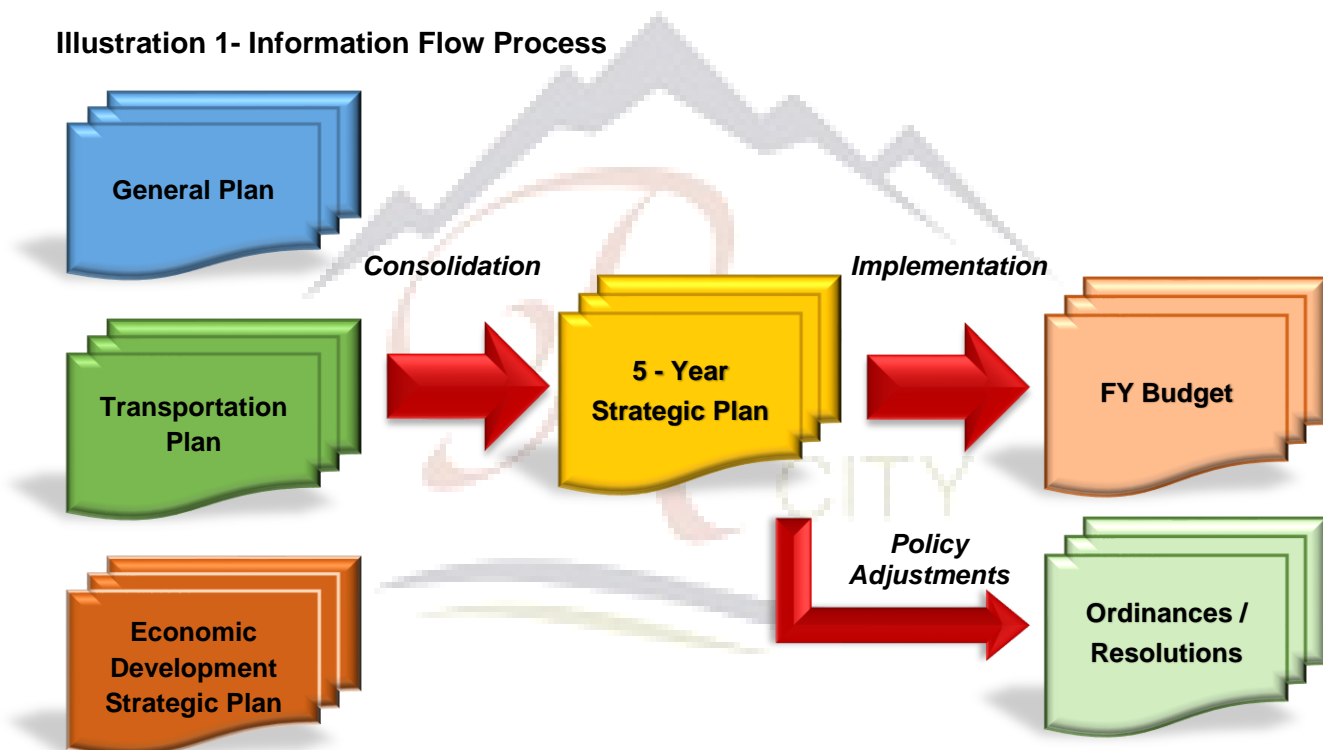 Illustration 1- Information Flow Process
General Plan
Consolidation
Implementation
Transportation
Plan
5 - Year
Strategic Plan
FY Budget
CITY
Policy
Adjustments
Economic
Development
Strategic Plan
Ordinances /
Resolutions